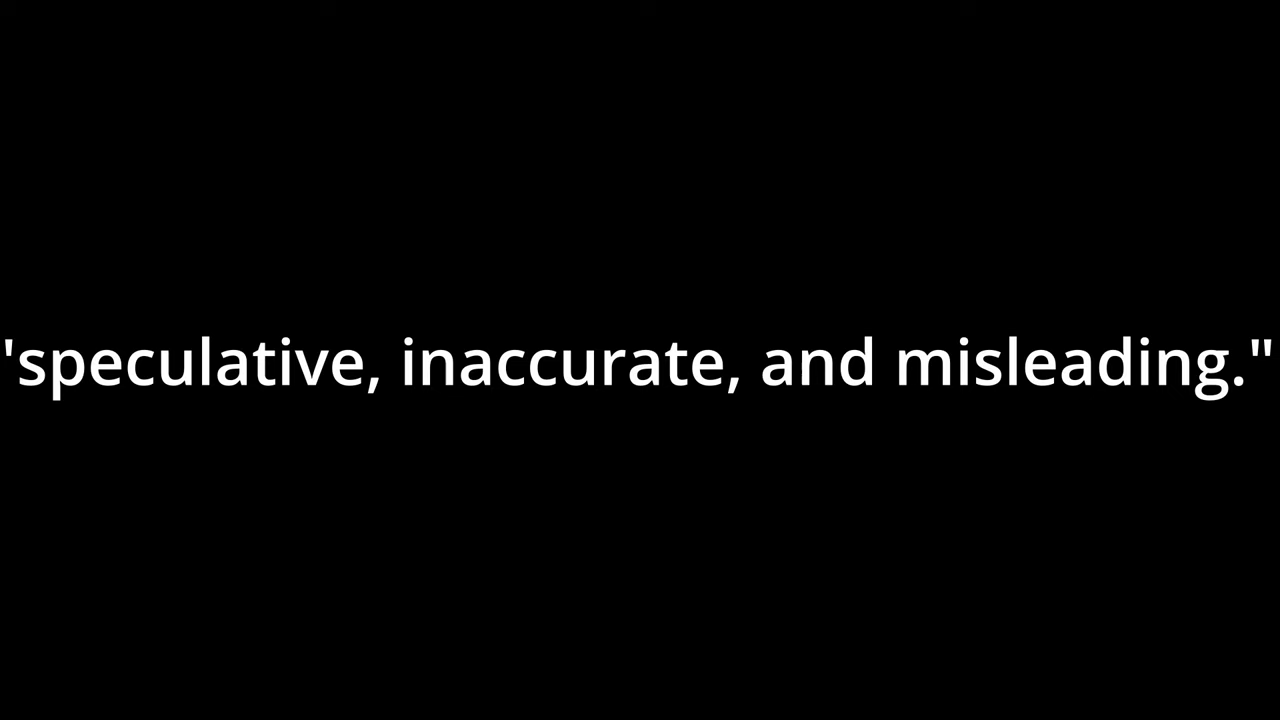 'speculative, inaccurate, and misleading."